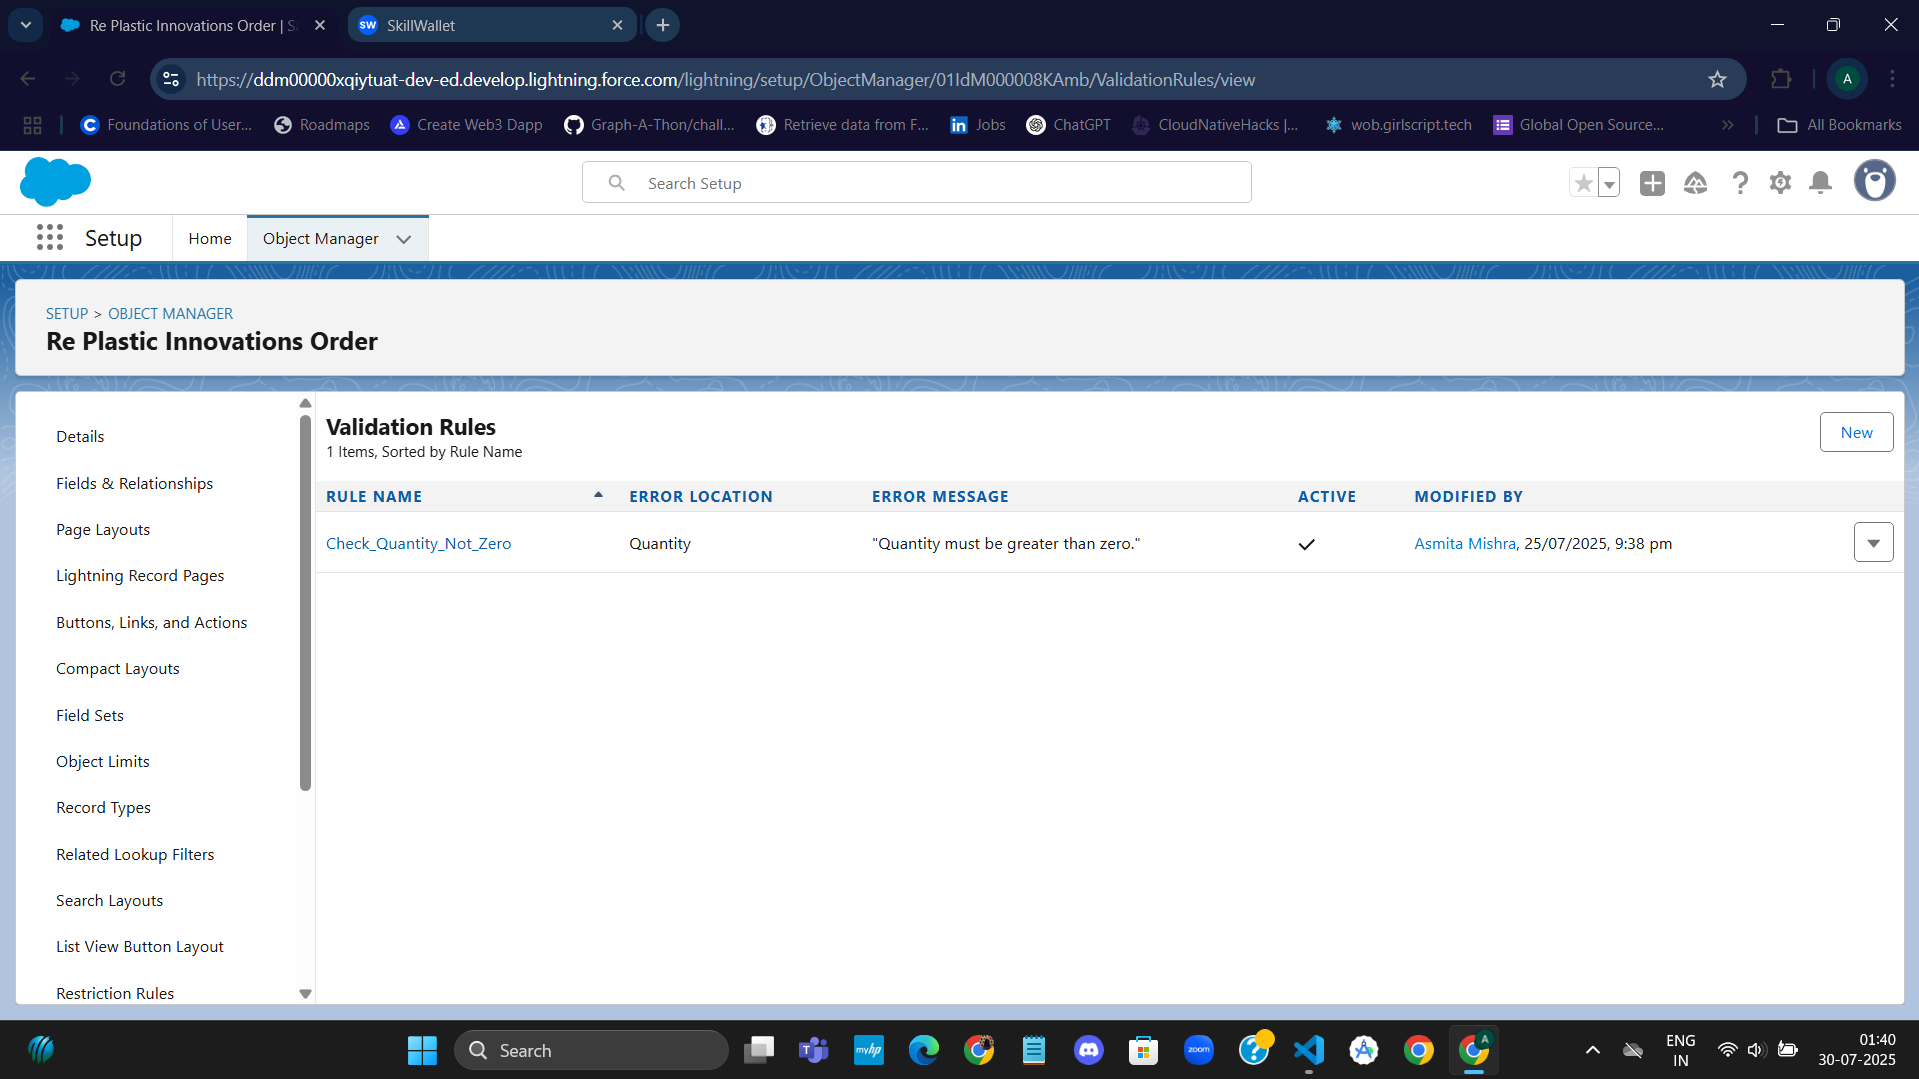 Re Plastic Innovations Order | Sa
SkillWallet
https://ddm00000xqiytuat-dev-ed.develop.lightning.force.com/lightning/setup/ObjectManager/01IdM000008KAmb/ValidationRules/view
A
Foundations of User...
Roadmaps
Create Web3 Dapp
Graph-A-Thon/chall...
Retrieve data from F...
Jobs
ChatGPT
CloudNativeHacks |...
wob.girlscript.tech
Global Open Source...
All Bookmarks
Search Setup
Setup
Home
Object Manager
SETUP > OBJECT MANAGER
Re Plastic Innovations Order
Details
Fields & Relationships
Page Layouts
Lightning Record Pages
Buttons, Links, and Actions
Compact Layouts
Field Sets
Object Limits
Record Types
Related Lookup Filters
Search Layouts
List View Button Layout
Restriction Rules
Validation Rules
1 Items, Sorted by Rule Name
New
RULE NAME ERROR LOCATION ERROR MESSAGE ACTIVE MODIFIED BY
Check_Quantity_Not_Zero Quantity "Quantity must be greater than zero." Asmita Mishra, 25/07/2025, 9:38 pm
Search
ENG
IN
01:40
30-07-2025